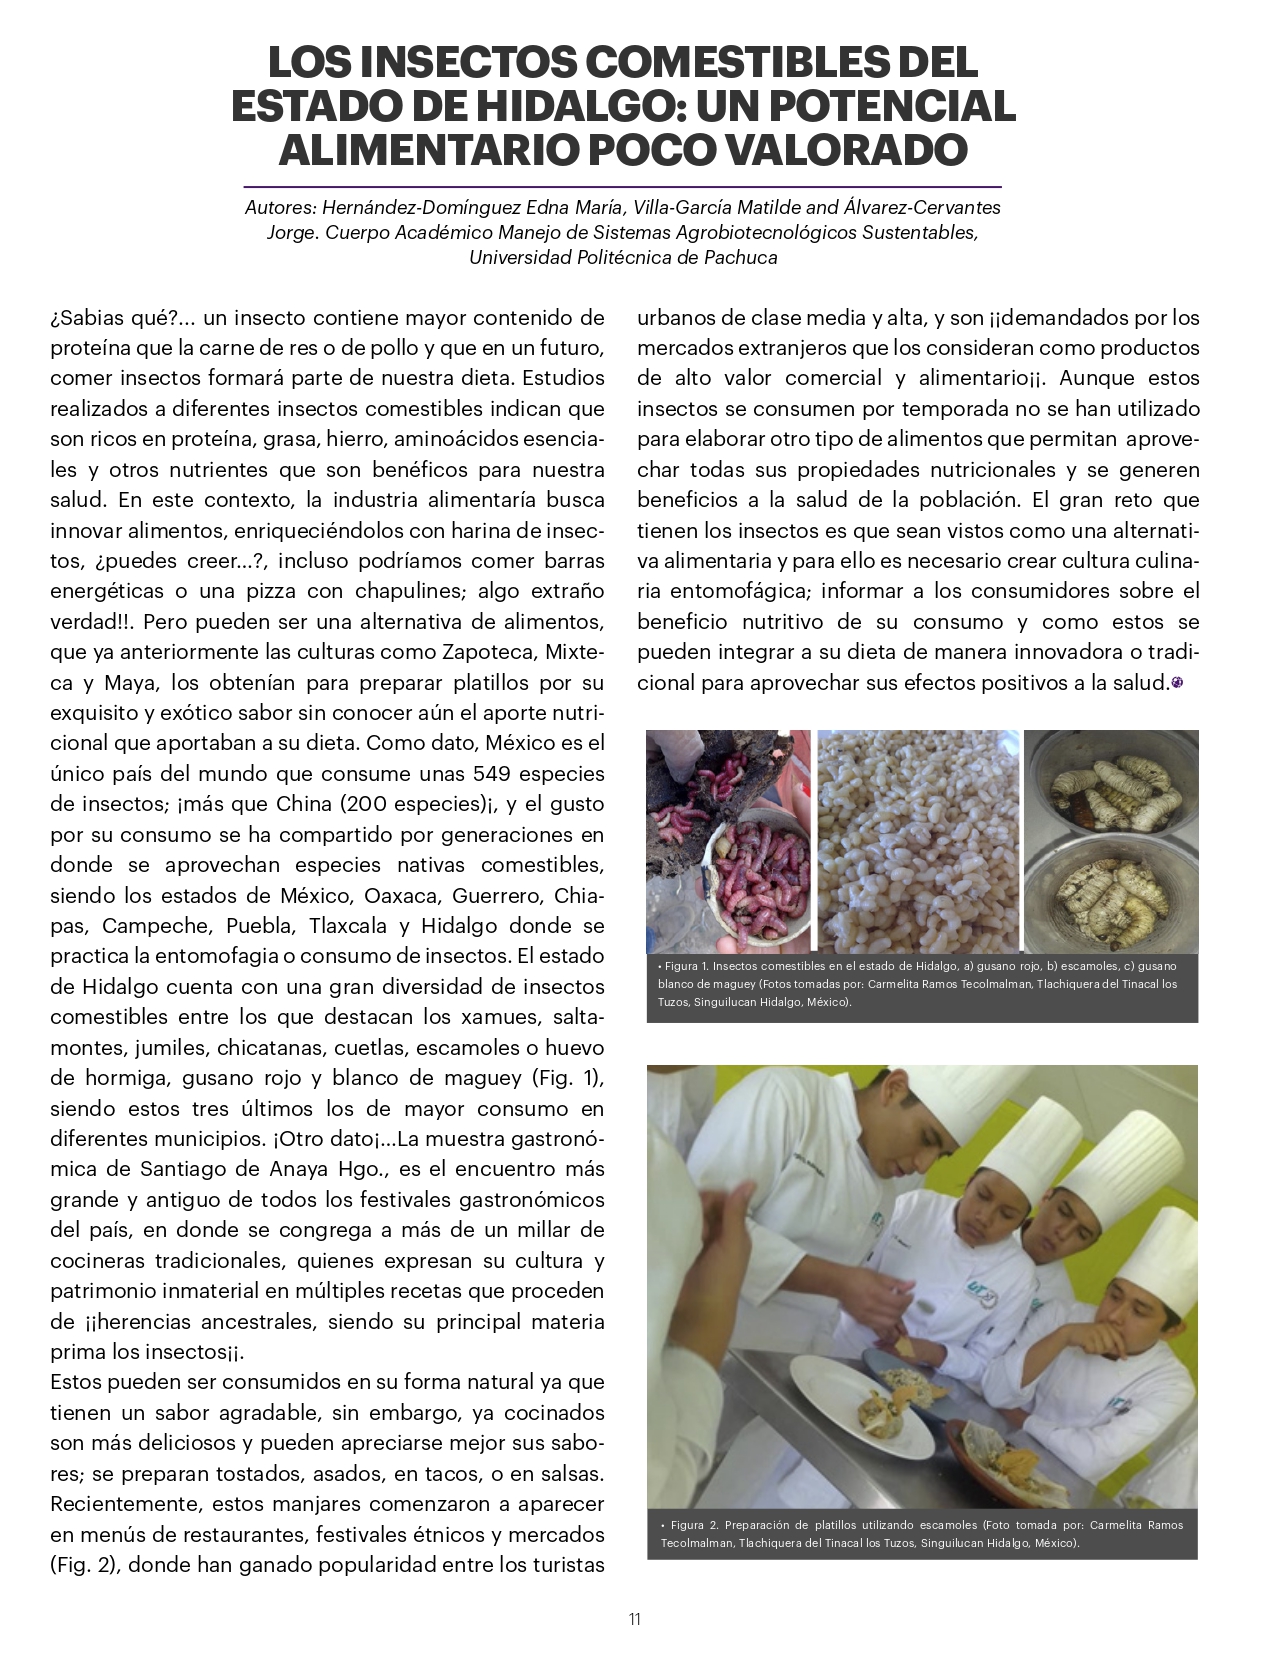 LOS INSECTOS COMESTIBLES DEL
ESTADO DE HIDALGO: UN POTENCIAL
ALIMENTARIO POCO VALORADO
Autores: Hernández-Domínguez Edna María, Villa-García Matilde and Álvarez-Cervantes
Jorge. Cuerpo Académico Manejo de Sistemas Agrobiotecnológicos Sustentables,
Universidad Politécnica de Pachuca
¿Sabias qué?... un insecto contiene mayor contenido de
proteína que la carne de res o de pollo y que en un futuro,
comer insectos formará parte de nuestra dieta. Estudios
realizados a diferentes insectos comestibles indican que
son ricos en proteína, grasa, hierro, aminoácidos esencia-
les y otros nutrientes que son benéficos para nuestra
salud. En este contexto, la industria alimentaría busca
innovar alimentos, enriqueciéndolos con harina de insec-
tos, ¿puedes creer...?, incluso podríamos comer barras
energéticas o una pizza con chapulines; algo extraño
verdad!!. Pero pueden ser una alternativa de alimentos,
que ya anteriormente las culturas como Zapoteca, Mixte-
ca y Maya, los obtenían para preparar platillos por su
exquisito y exótico sabor sin conocer aún el aporte nutri-
cional que aportaban a su dieta. Como dato, México es el
único país del mundo que consume unas 549 especies
de insectos; ¡más que China (200 especies)¡, y el gusto
por su consumo se ha compartido por generaciones en
donde se aprovechan especies nativas comestibles,
siendo los estados de México, Oaxaca, Guerrero, Chia-
pas, Campeche, Puebla, Tlaxcala y Hidalgo donde se
practica la entomofagia o consumo de insectos. El estado
de Hidalgo cuenta con una gran diversidad de insectos
comestibles entre los que destacan los xamues, salta-
montes, jumiles, chicatanas, cuetlas, escamoles o huevo
de hormiga, gusano rojo y blanco de maguey (Fig. 1),
siendo estos tres últimos los de mayor consumo en
diferentes municipios. ¡Otro dato¡...La muestra gastronó-
mica de Santiago de Anaya Hgo., es el encuentro más
grande y antiguo de todos los festivales gastronómicos
del país, en donde se congrega a más de un millar de
cocineras tradicionales, quienes expresan su cultura y
patrimonio inmaterial en múltiples recetas que proceden
de ¡¡herencias ancestrales, siendo su principal materia
prima los insectos¡¡.
Estos pueden ser consumidos en su forma natural ya que
tienen un sabor agradable, sin embargo, ya cocinados
son más deliciosos y pueden apreciarse mejor sus sabo-
res; se preparan tostados, asados, en tacos, o en salsas.
Recientemente, estos manjares comenzaron a aparecer
en menús de restaurantes, festivales étnicos y mercados
(Fig. 2), donde han ganado popularidad entre los turistas
urbanos de clase media y alta, y son ¡¡demandados por los
mercados extranjeros que los consideran como productos
de alto valor comercial y alimentario¡¡. Aunque estos
insectos se consumen por temporada no se han utilizado
para elaborar otro tipo de alimentos que permitan aprove-
char todas sus propiedades nutricionales y se generen
beneficios a la salud de la población. El gran reto que
tienen los insectos es que sean vistos como una alternati-
va alimentaria y para ello es necesario crear cultura culina-
ria entomofágica; informar a los consumidores sobre el
beneficio nutritivo de su consumo y como estos se
pueden integrar a su dieta de manera innovadora o tradi-
cional para aprovechar sus efectos positivos a la salud.
• Figura 1. Insectos comestibles en el estado de Hidalgo, a) gusano rojo, b) escamoles, c) gusano
blanco de maguey (Fotos tomadas por: Carmelita Ramos Tecolmalman, Tlachiquera del Tinacal los
Tuzos, Singuilucan Hidalgo, México).
• Figura 2. Preparación de platillos utilizando escamoles (Foto tomada por: Carmelita Ramos
Tecolmalman, Tlachiquera del Tinacal los Tuzos, Singuilucan Hidalgo, México).
11